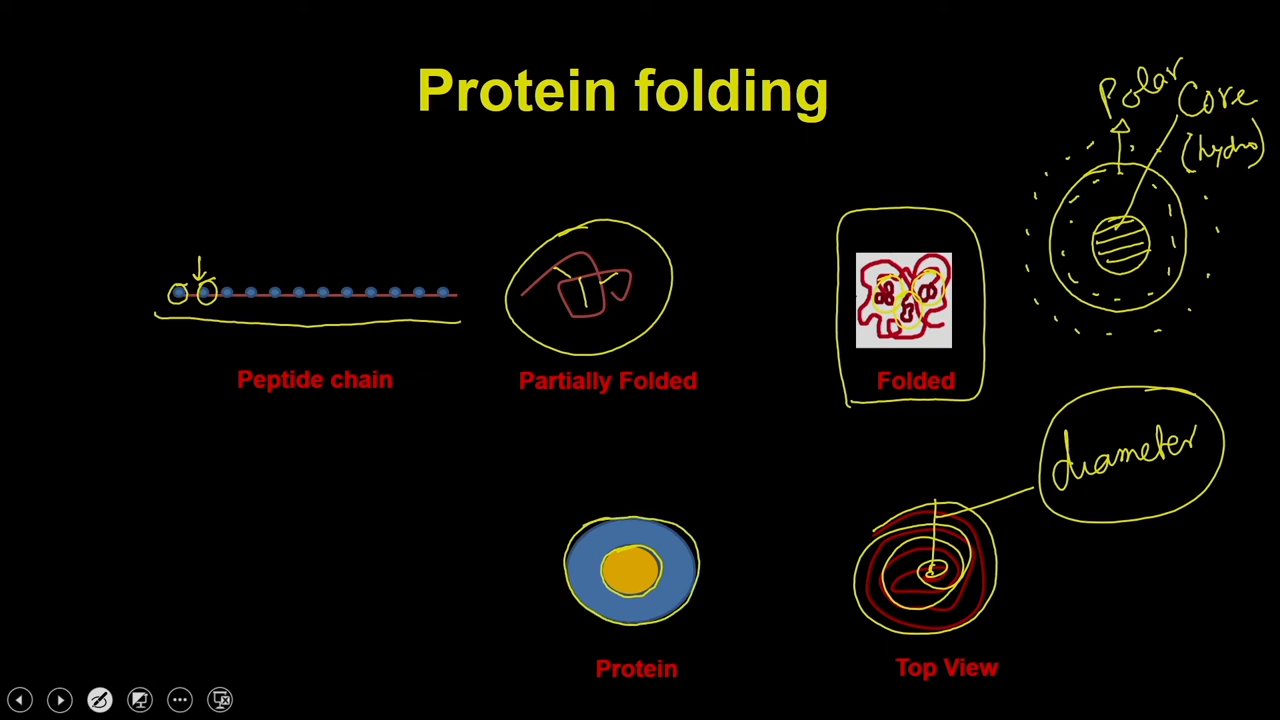 Protein folding
Polar
Core
(hydro)
Peptide chain
Partially Folded
Folded
diameter
Protein
Top View